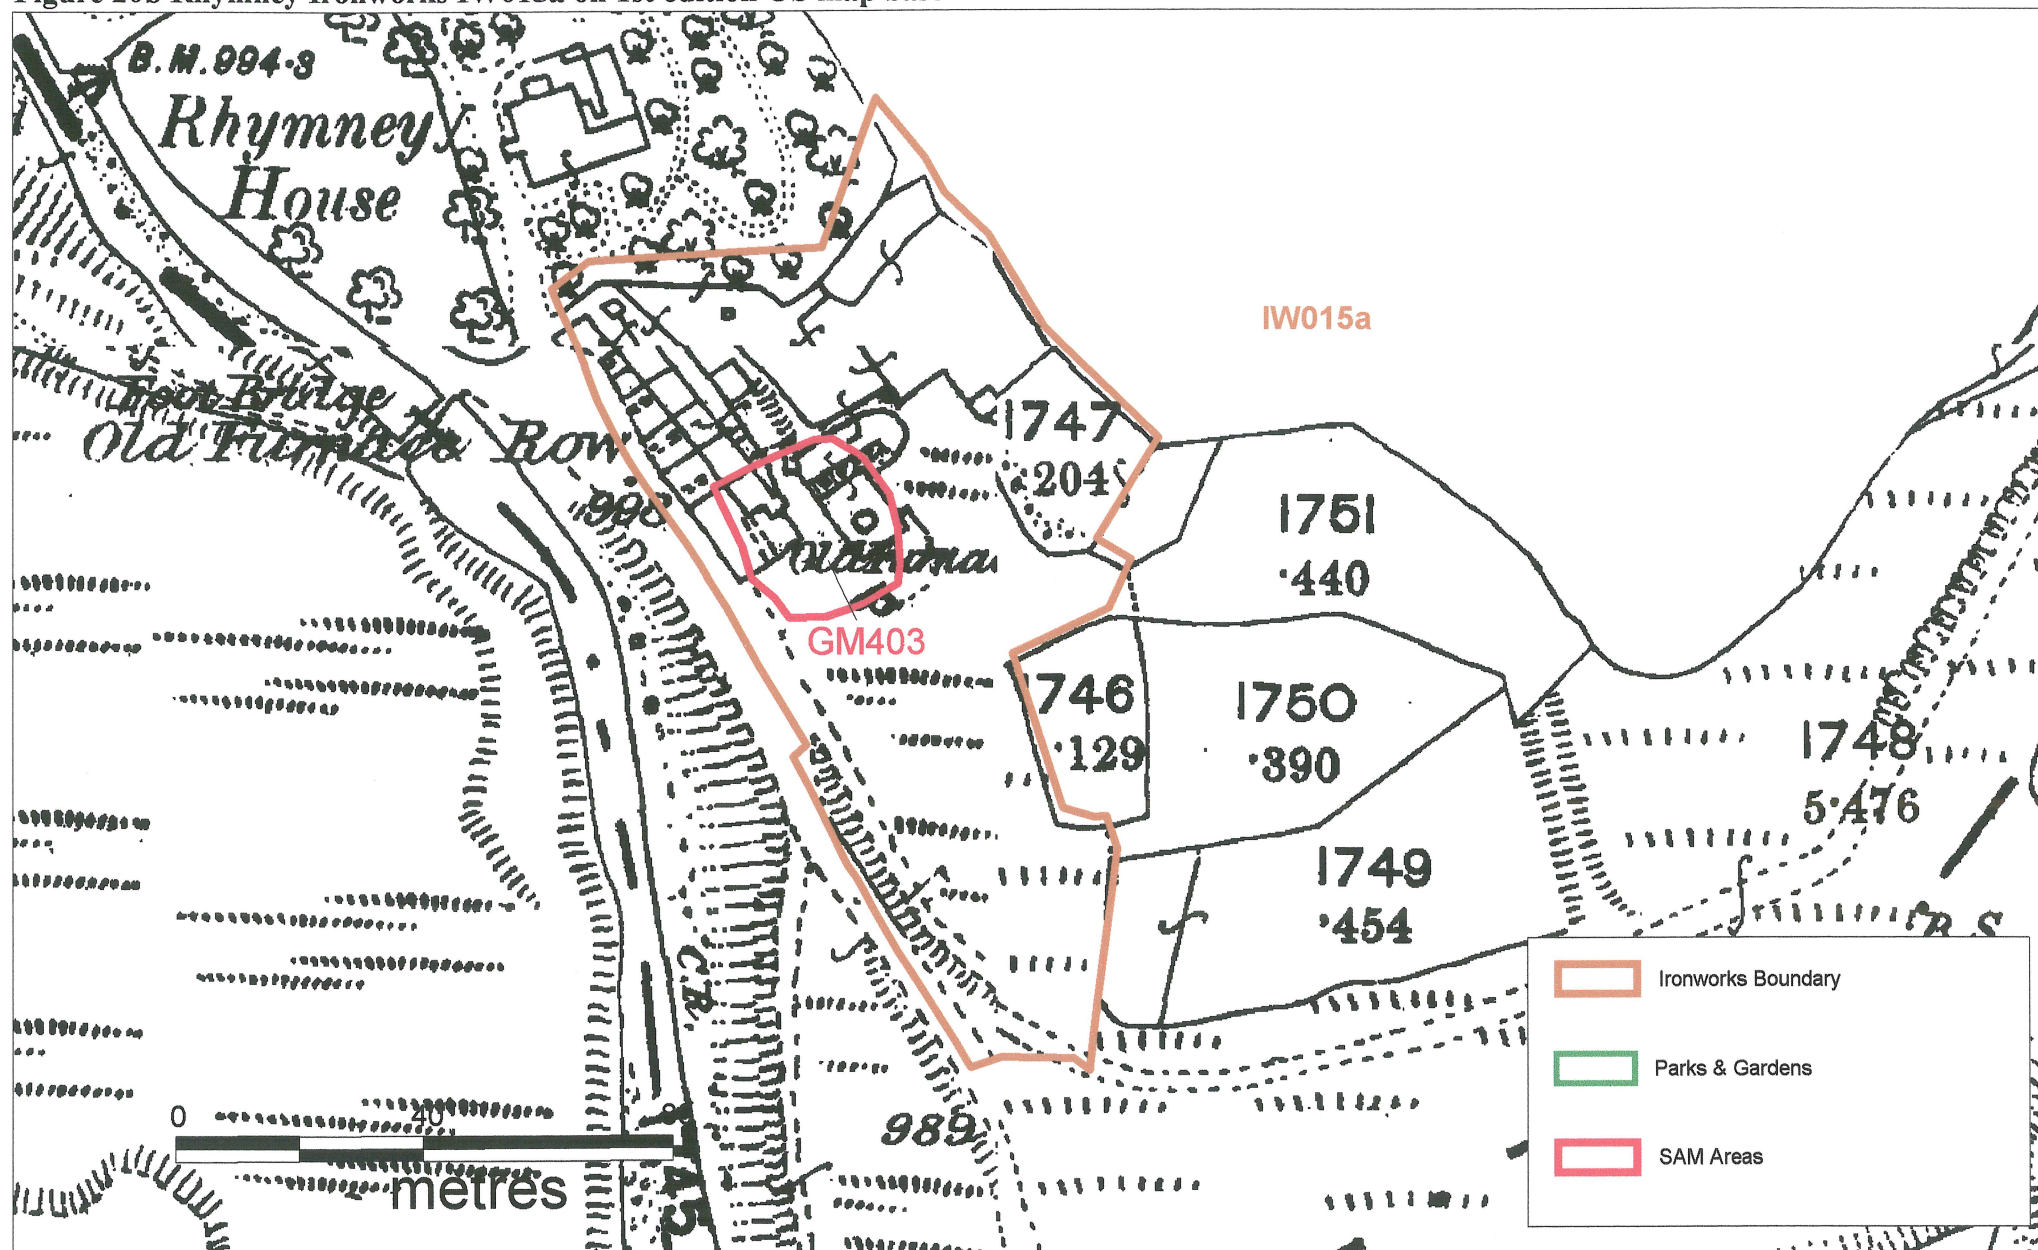 B.M. 994·3
Rhymney
House
IW015a
Foot Bridge
Old Furnace Row
1747
·204
998
1751
·440
GM403
1746
·129
1750
·390
1748
5·476
1749
·454
B.S.
C.R.
Ironworks Boundary
Parks & Gardens
SAM Areas
989
0 40
metres